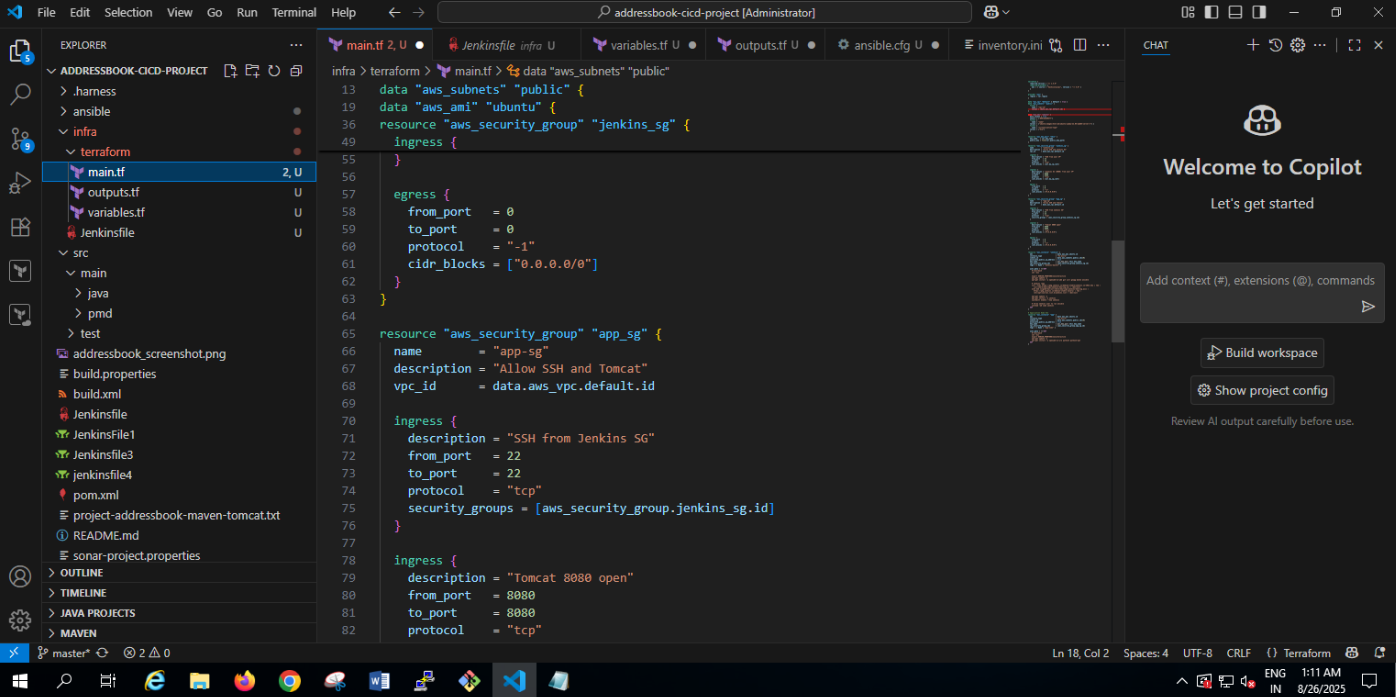 File Edit Selection View Go Run Terminal Help
addressbook-cicd-project [Administrator]
EXPLORER
ADDRESSBOOK-CICD-PROJECT
.harness
ansible
infra
terraform
main.tf 2, U
outputs.tf U
variables.tf U
Jenkinsfile U
src
main
java
pmd
test
addressbook_screenshot.png
build.properties
build.xml
Jenkinsfile
JenkinsFile1
Jenkinsfile3
jenkinsfile4
pom.xml
project-addressbook-maven-tomcat.txt
README.md
sonar-project.properties
OUTLINE
TIMELINE
JAVA PROJECTS
MAVEN
5
9
main.tf 2, U
Jenkinsfile infra U
variables.tf U
outputs.tf U
ansible.cfg U
inventory.ini
infra > terraform > main.tf > data "aws_subnets" "public"
13 data "aws_subnets" "public" {
19 data "aws_ami" "ubuntu" {
36 resource "aws_security_group" "jenkins_sg" {
49 ingress {
55 }
56
57 egress {
58 from_port = 0
59 to_port = 0
60 protocol = "-1"
61 cidr_blocks = ["0.0.0.0/0"]
62 }
63 }
64
65 resource "aws_security_group" "app_sg" {
66 name = "app-sg"
67 description = "Allow SSH and Tomcat"
68 vpc_id = data.aws_vpc.default.id
69
70 ingress {
71 description = "SSH from Jenkins SG"
72 from_port = 22
73 to_port = 22
74 protocol = "tcp"
75 security_groups = [aws_security_group.jenkins_sg.id]
76 }
77
78 ingress {
79 description = "Tomcat 8080 open"
80 from_port = 8080
81 to_port = 8080
82 protocol = "tcp"
CHAT
Welcome to Copilot
Let's get started
Add context (#), extensions (@), commands
Build workspace
Show project config
Review AI output carefully before use.
master* 2 0
Ln 18, Col 2 Spaces: 4 UTF-8 CRLF {} Terraform
ENG
IN
1:11 AM
8/26/2025